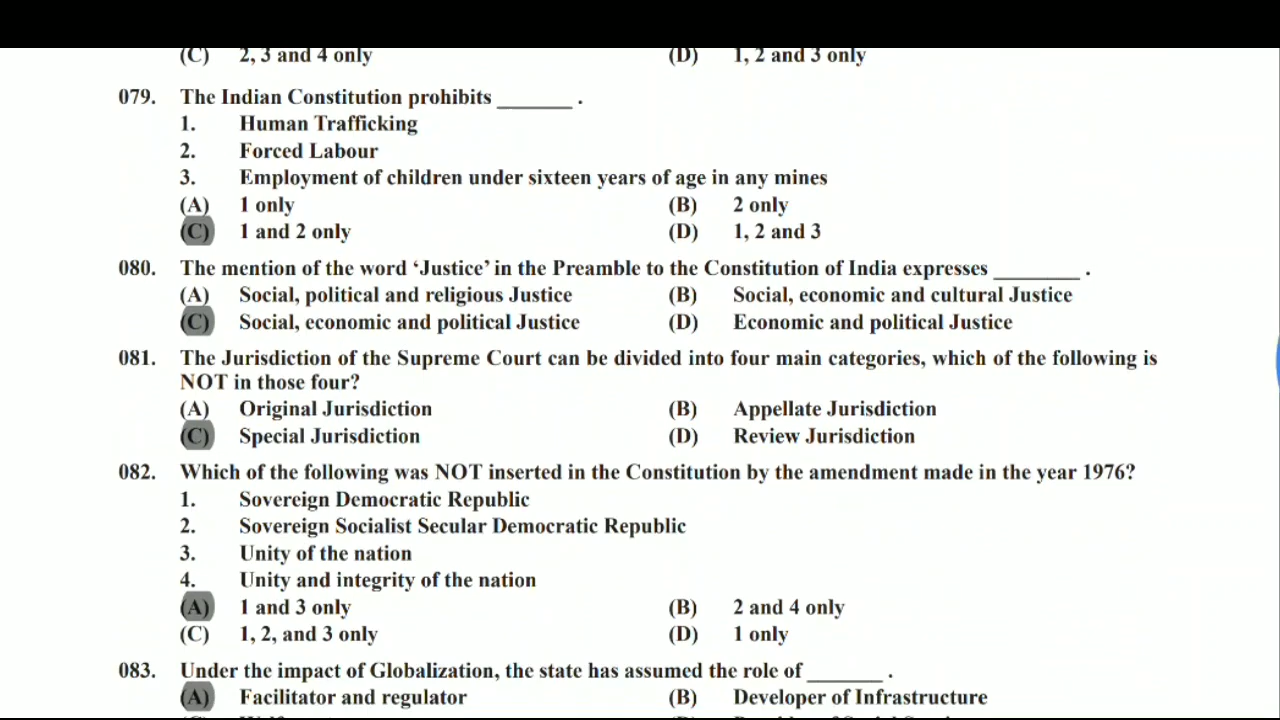 (C) 2, 3 and 4 only (D) 1, 2 and 3 only
079. The Indian Constitution prohibits _______ .
1. Human Trafficking
2. Forced Labour
3. Employment of children under sixteen years of age in any mines
(A) 1 only (B) 2 only
(C) 1 and 2 only (D) 1, 2 and 3
080. The mention of the word ‘Justice’ in the Preamble to the Constitution of India expresses ________ .
(A) Social, political and religious Justice (B) Social, economic and cultural Justice
(C) Social, economic and political Justice (D) Economic and political Justice
081. The Jurisdiction of the Supreme Court can be divided into four main categories, which of the following is
NOT in those four?
(A) Original Jurisdiction (B) Appellate Jurisdiction
(C) Special Jurisdiction (D) Review Jurisdiction
082. Which of the following was NOT inserted in the Constitution by the amendment made in the year 1976?
1. Sovereign Democratic Republic
2. Sovereign Socialist Secular Democratic Republic
3. Unity of the nation
4. Unity and integrity of the nation
(A) 1 and 3 only (B) 2 and 4 only
(C) 1, 2, and 3 only (D) 1 only
083. Under the impact of Globalization, the state has assumed the role of _______ .
(A) Facilitator and regulator (B) Developer of Infrastructure